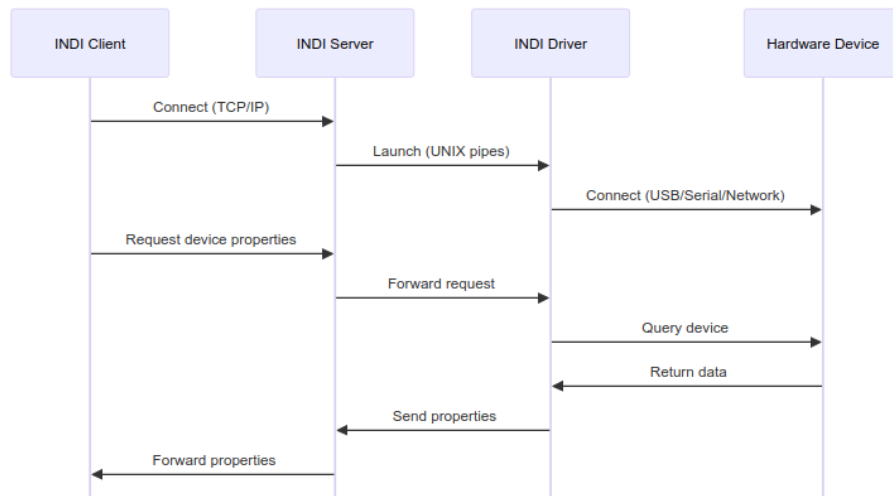 INDI Client
INDI Server
INDI Driver
Hardware Device
Connect (TCP/IP)
Launch (UNIX pipes)
Connect (USB/Serial/Network)
Request device properties
Forward request
Query device
Return data
Send properties
Forward properties